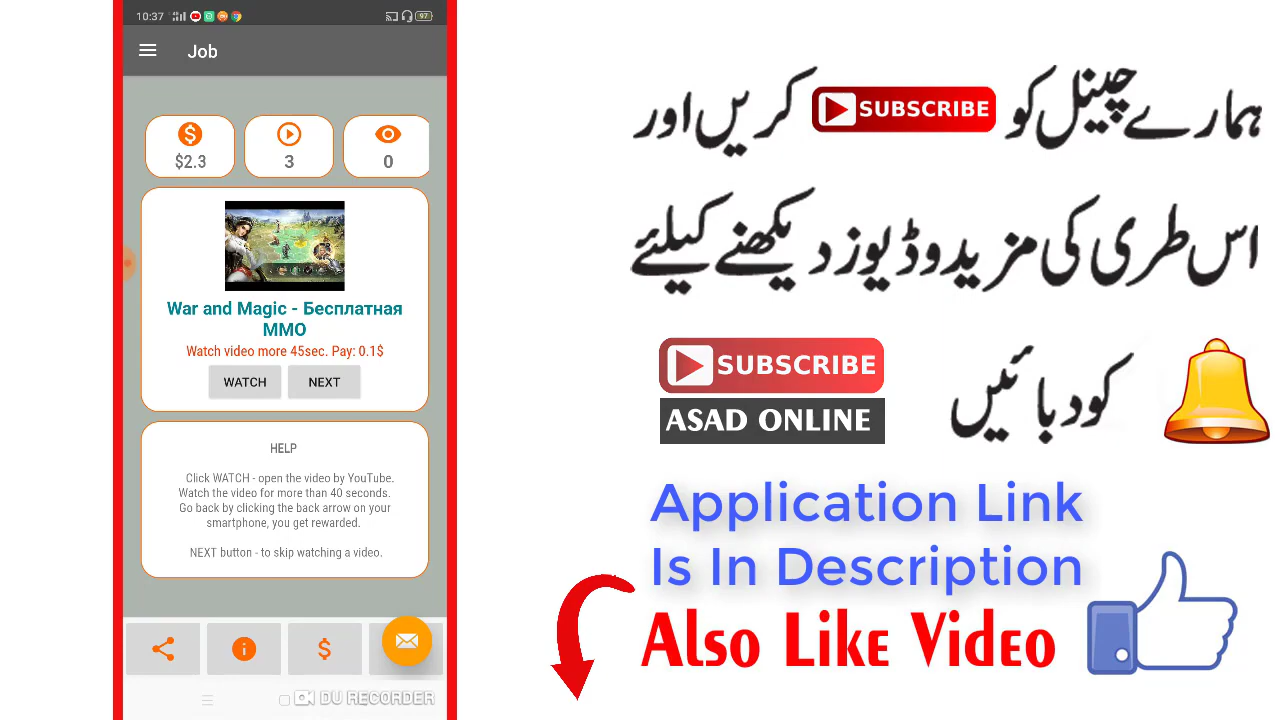 10:37
97
Job
$2.3
3
0
War and Magic - Бесплатная
ММО
Watch video more 45sec. Pay: 0.1$
WATCH
NEXT
HELP
Click WATCH - open the video by YouTube.
Watch the video for more than 40 seconds.
Go back by clicking the back arrow on your
smartphone, you get rewarded.
NEXT button - to skip watching a video.
DU RECORDER
ہمارے چینل کو SUBSCRIBE کریں اور
اس طری کی مزید وڈیوز دیکھنے کیلئے
SUBSCRIBE
ASAD ONLINE
کو دبائیں
Application Link
Is In Description
Also Like Video